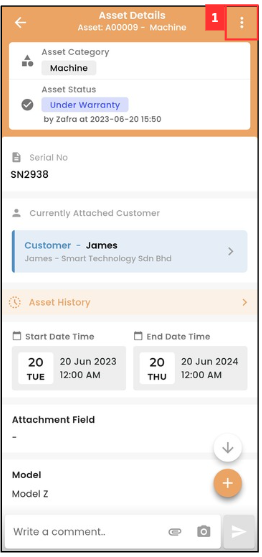 Asset Details
1
Asset: A00009 - Machine
Asset Category
Machine
Asset Status
Under Warranty
by Zafra at 2023-06-20 15:50
Serial No
SN2938
Currently Attached Customer
Customer - James
James - Smart Technology Sdn Bhd
Asset History
Start Date Time
End Date Time
20 20 Jun 2023
TUE 12:00 AM
20 20 Jun 2024
THU 12:00 AM
Attachment Field
-
Model
Model Z
Write a comment..